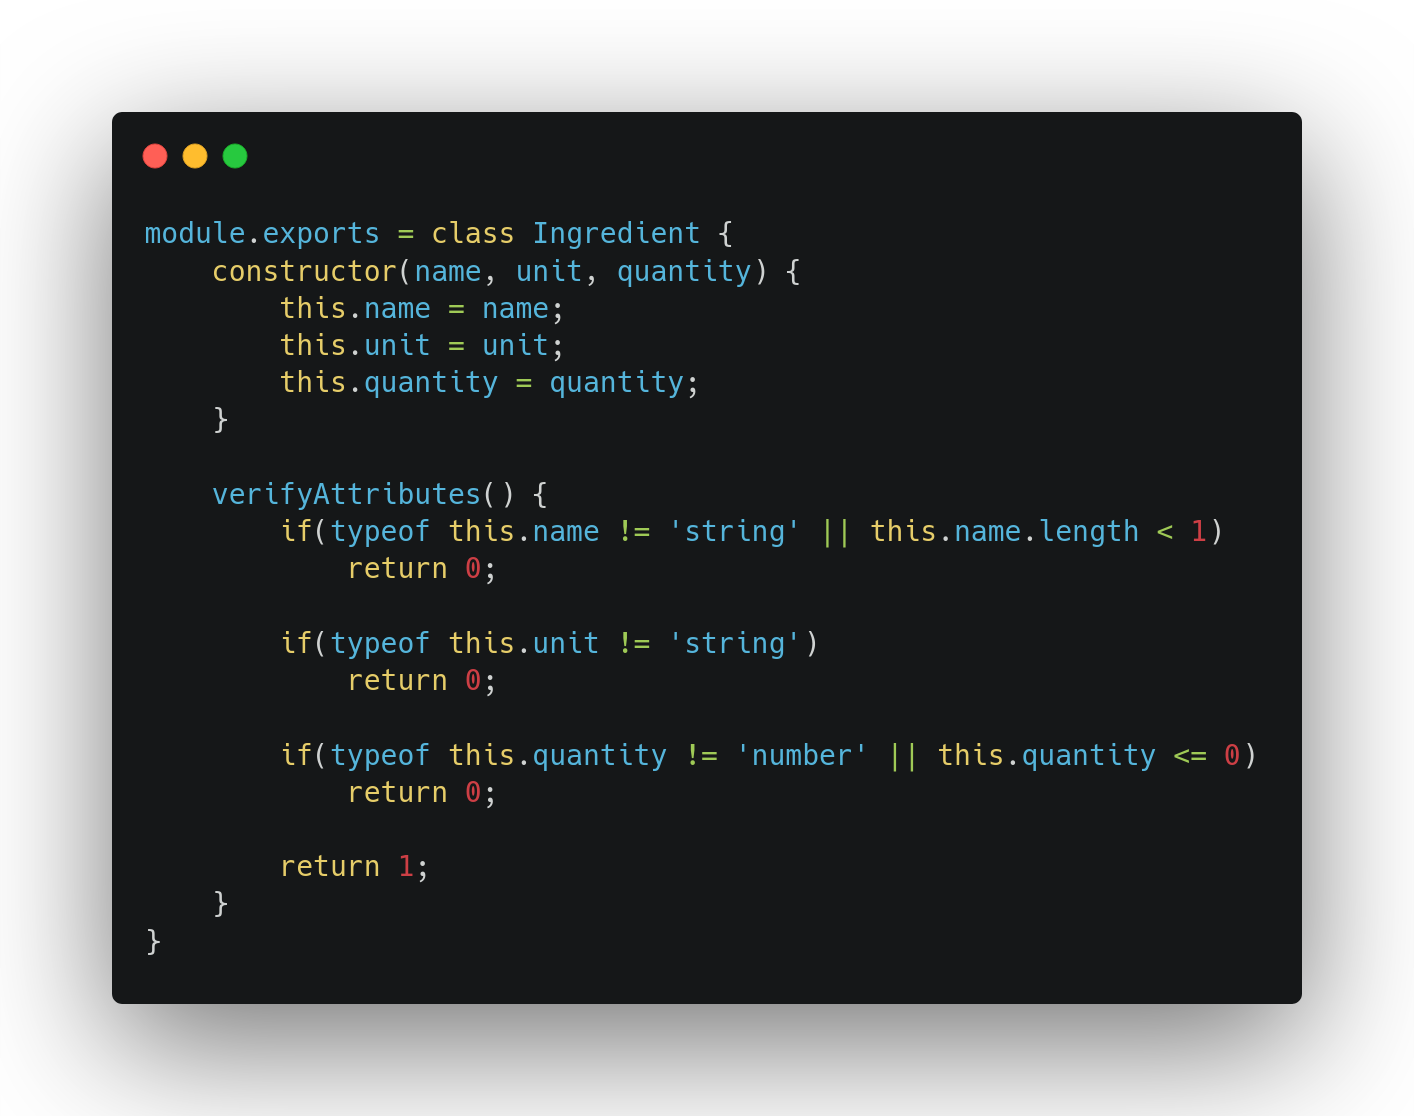 module.exports = class Ingredient {
    constructor(name, unit, quantity) {
        this.name = name;
        this.unit = unit;
        this.quantity = quantity;
    }

    verifyAttributes() {
        if(typeof this.name != 'string' || this.name.length < 1)
            return 0;

        if(typeof this.unit != 'string')
            return 0;

        if(typeof this.quantity != 'number' || this.quantity <= 0)
            return 0;

        return 1;
    }
}